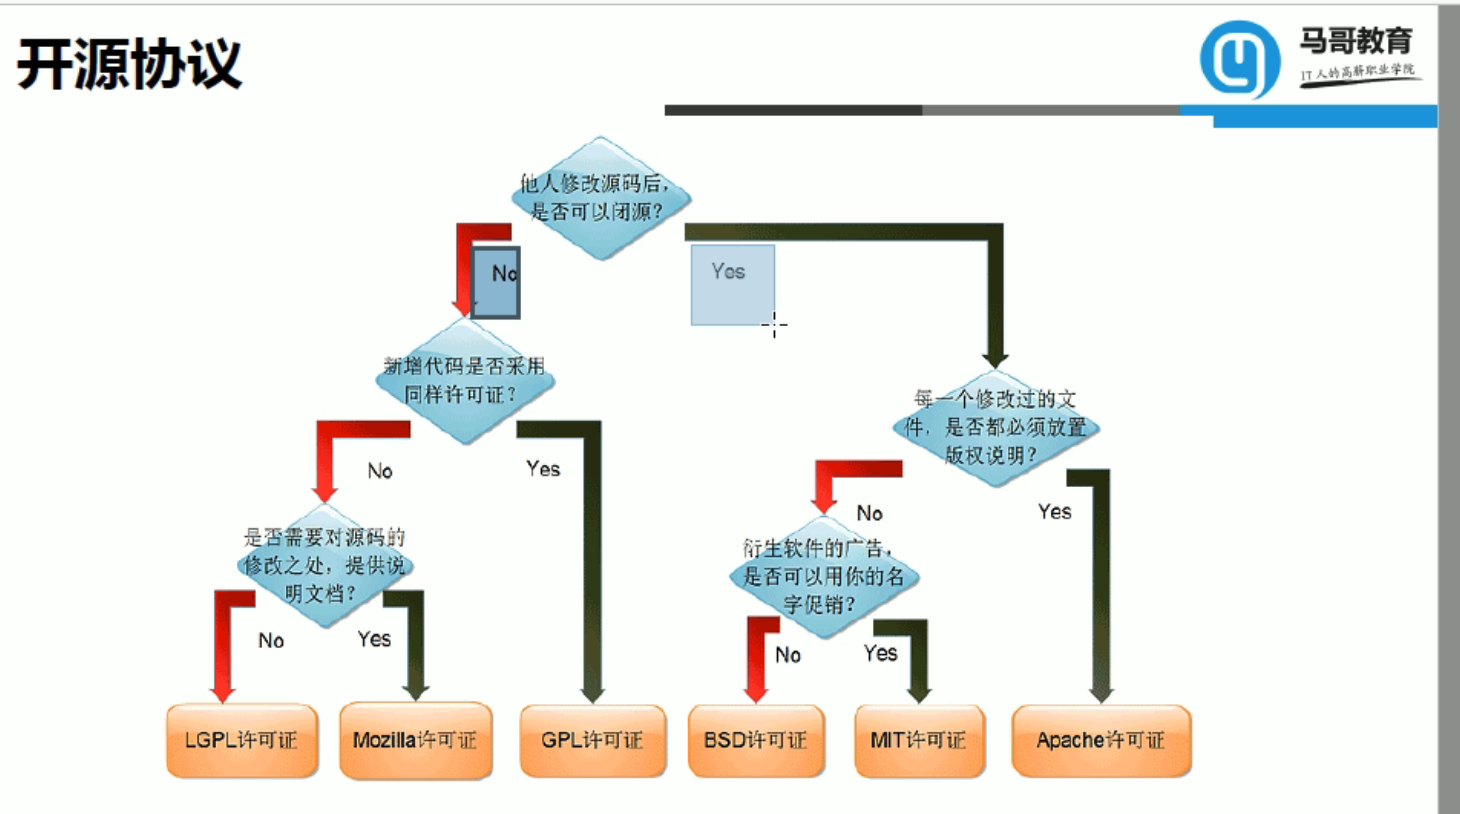 开源协议
马哥教育
IT人的高薪职业学院
他人修改源码后，
是否可以闭源？
No
Yes
新增代码是否采用
同样许可证？
每一个修改过的文
件，是否都必须放置
版权说明？
No
Yes
No
Yes
是否需要对源码的
修改之处，提供说
明文档？
衍生软件的广告，
是否可以用你的名
字促销？
No
Yes
No
Yes
LGPL许可证
Mozilla许可证
GPL许可证
BSD许可证
MIT许可证
Apache许可证